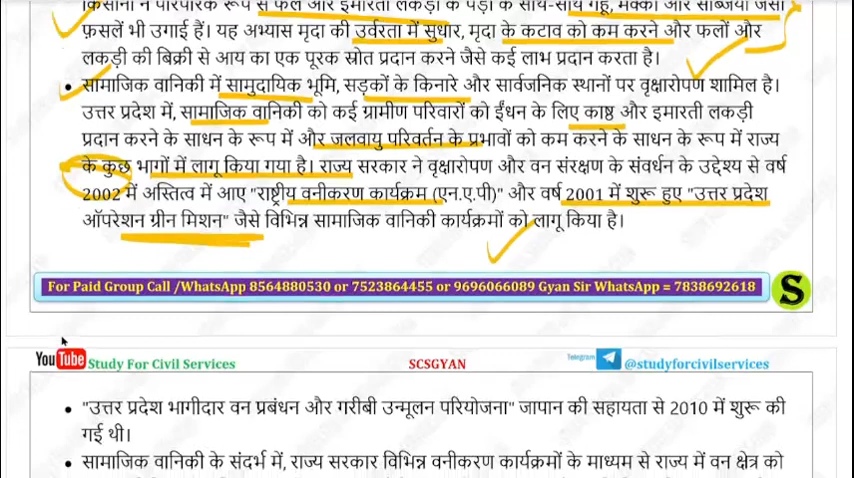 किसानों ने पारंपरिक रूप से फल और इमारती लकड़ी के पेड़ों के साथ-साथ गेहूं, मक्का और सब्जियों जैसी
फ़सलें भी उगाई हैं। यह अभ्यास मृदा की उर्वरता में सुधार, मृदा के कटाव को कम करने और फलों और
लकड़ी की बिक्री से आय का एक पूरक स्रोत प्रदान करने जैसे कई लाभ प्रदान करता है।
• सामाजिक वानिकी में सामुदायिक भूमि, सड़कों के किनारे और सार्वजनिक स्थानों पर वृक्षारोपण शामिल है।
उत्तर प्रदेश में, सामाजिक वानिकी को कई ग्रामीण परिवारों को ईंधन के लिए काष्ठ और इमारती लकड़ी
प्रदान करने के साधन के रूप में और जलवायु परिवर्तन के प्रभावों को कम करने के साधन के रूप में राज्य
के कुछ भागों में लागू किया गया है। राज्य सरकार ने वृक्षारोपण और वन संरक्षण के संवर्धन के उद्देश्य से वर्ष
2002 में अस्तित्व में आए "राष्ट्रीय वनीकरण कार्यक्रम (एन.ए.पी)" और वर्ष 2001 में शुरू हुए "उत्तर प्रदेश
ऑपरेशन ग्रीन मिशन" जैसे विभिन्न सामाजिक वानिकी कार्यक्रमों को लागू किया है।
For Paid Group Call /WhatsApp 8564880530 or 7523864455 or 9696066089 Gyan Sir WhatsApp = 7838692618 S
YouTube Study For Civil Services SCSGYAN Telegram @studyforcivilservices
• "उत्तर प्रदेश भागीदार वन प्रबंधन और गरीबी उन्मूलन परियोजना" जापान की सहायता से 2010 में शुरू की
गई थी।
• सामाजिक वानिकी के संदर्भ में, राज्य सरकार विभिन्न वनीकरण कार्यक्रमों के माध्यम से राज्य में वन क्षेत्र को